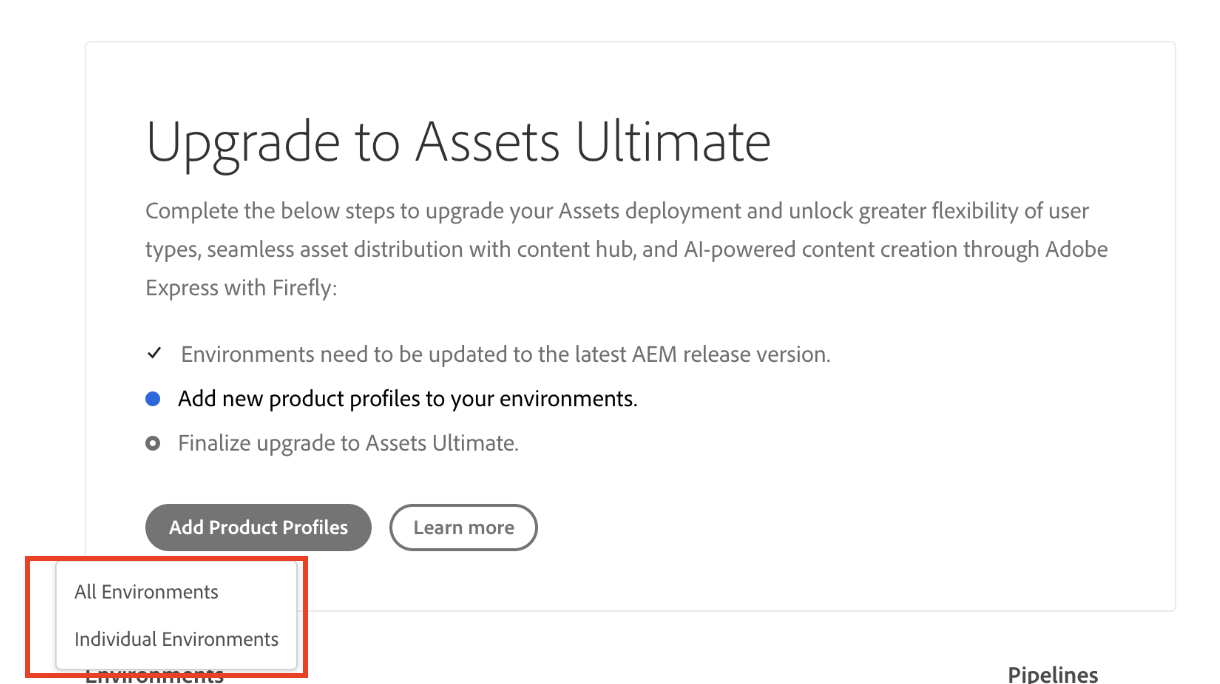 Upgrade to Assets Ultimate
Complete the below steps to upgrade your Assets deployment and unlock greater flexibility of user
types, seamless asset distribution with content hub, and AI-powered content creation through Adobe
Express with Firefly:
Environments need to be updated to the latest AEM release version.
Add new product profiles to your environments.
Finalize upgrade to Assets Ultimate.
Add Product Profiles
Learn more
All Environments
Individual Environments
Environments
Pipelines